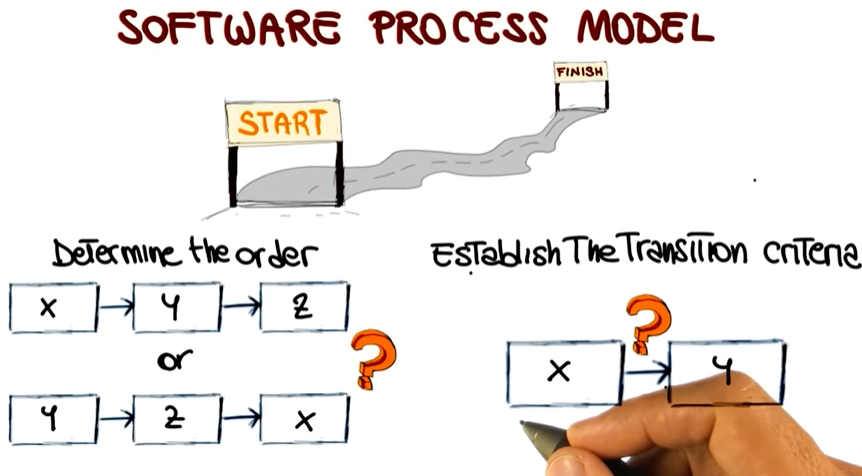 SOFTWARE PROCESS MODEL
FINISH
START
Determine the order
X → Y → Z
or
Y → Z → X
?
Establish The Transition criteria
?
X → Y